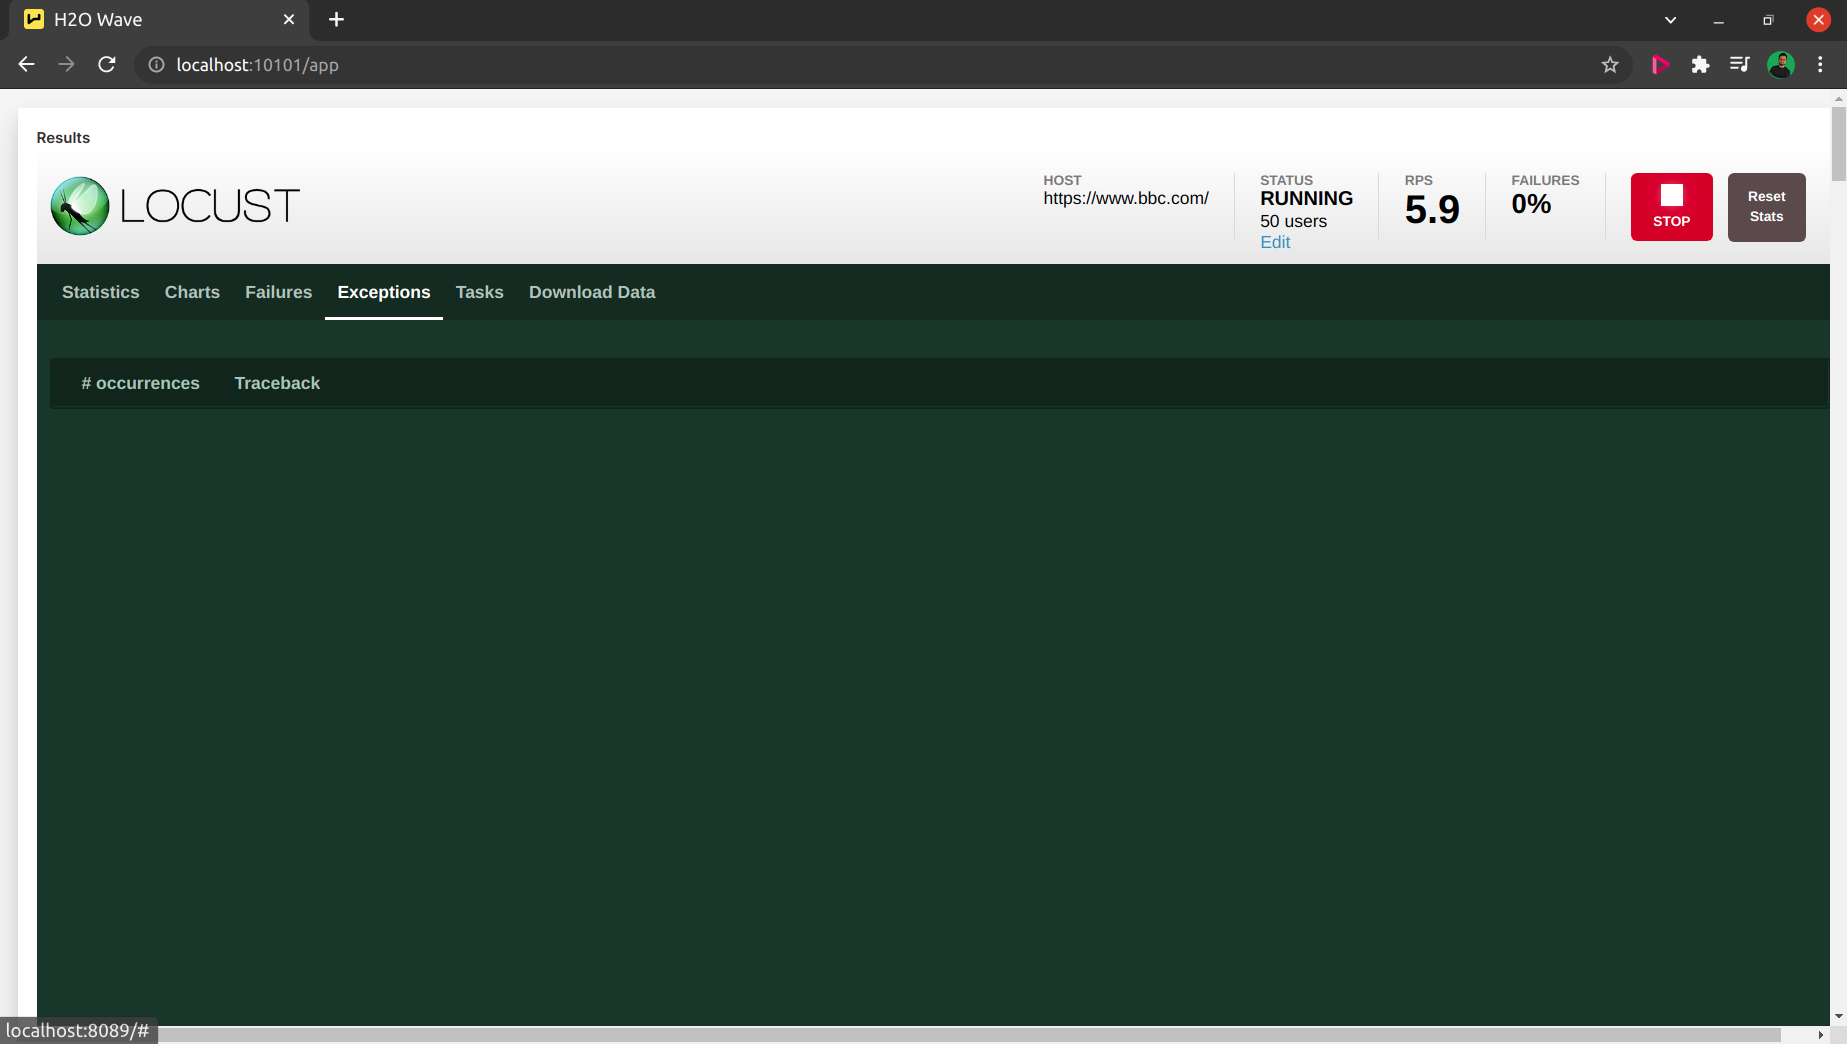 H2O Wave
localhost:10101/app
Results
LOCUST
HOST
https://www.bbc.com/
STATUS
RUNNING
50 users
Edit
RPS
5.9
FAILURES
0%
STOP
Reset
Stats
Statistics Charts Failures Exceptions Tasks Download Data
# occurrences Traceback
localhost:8089/#